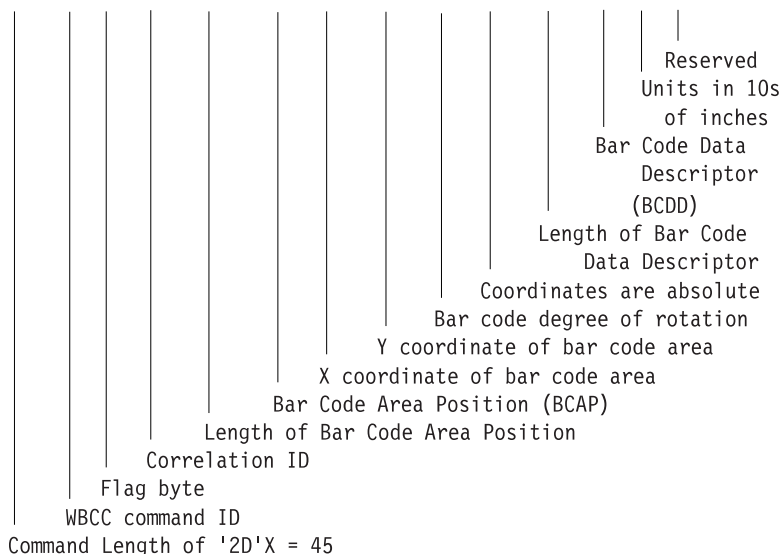 Reserved
Units in 10s
of inches
Bar Code Data
Descriptor
(BCDD)
Length of Bar Code
Data Descriptor
Coordinates are absolute
Bar code degree of rotation
Y coordinate of bar code area
X coordinate of bar code area
Bar Code Area Position (BCAP)
Length of Bar Code Area Position
Correlation ID
Flag byte
WBCC command ID
Command Length of '2D'X = 45